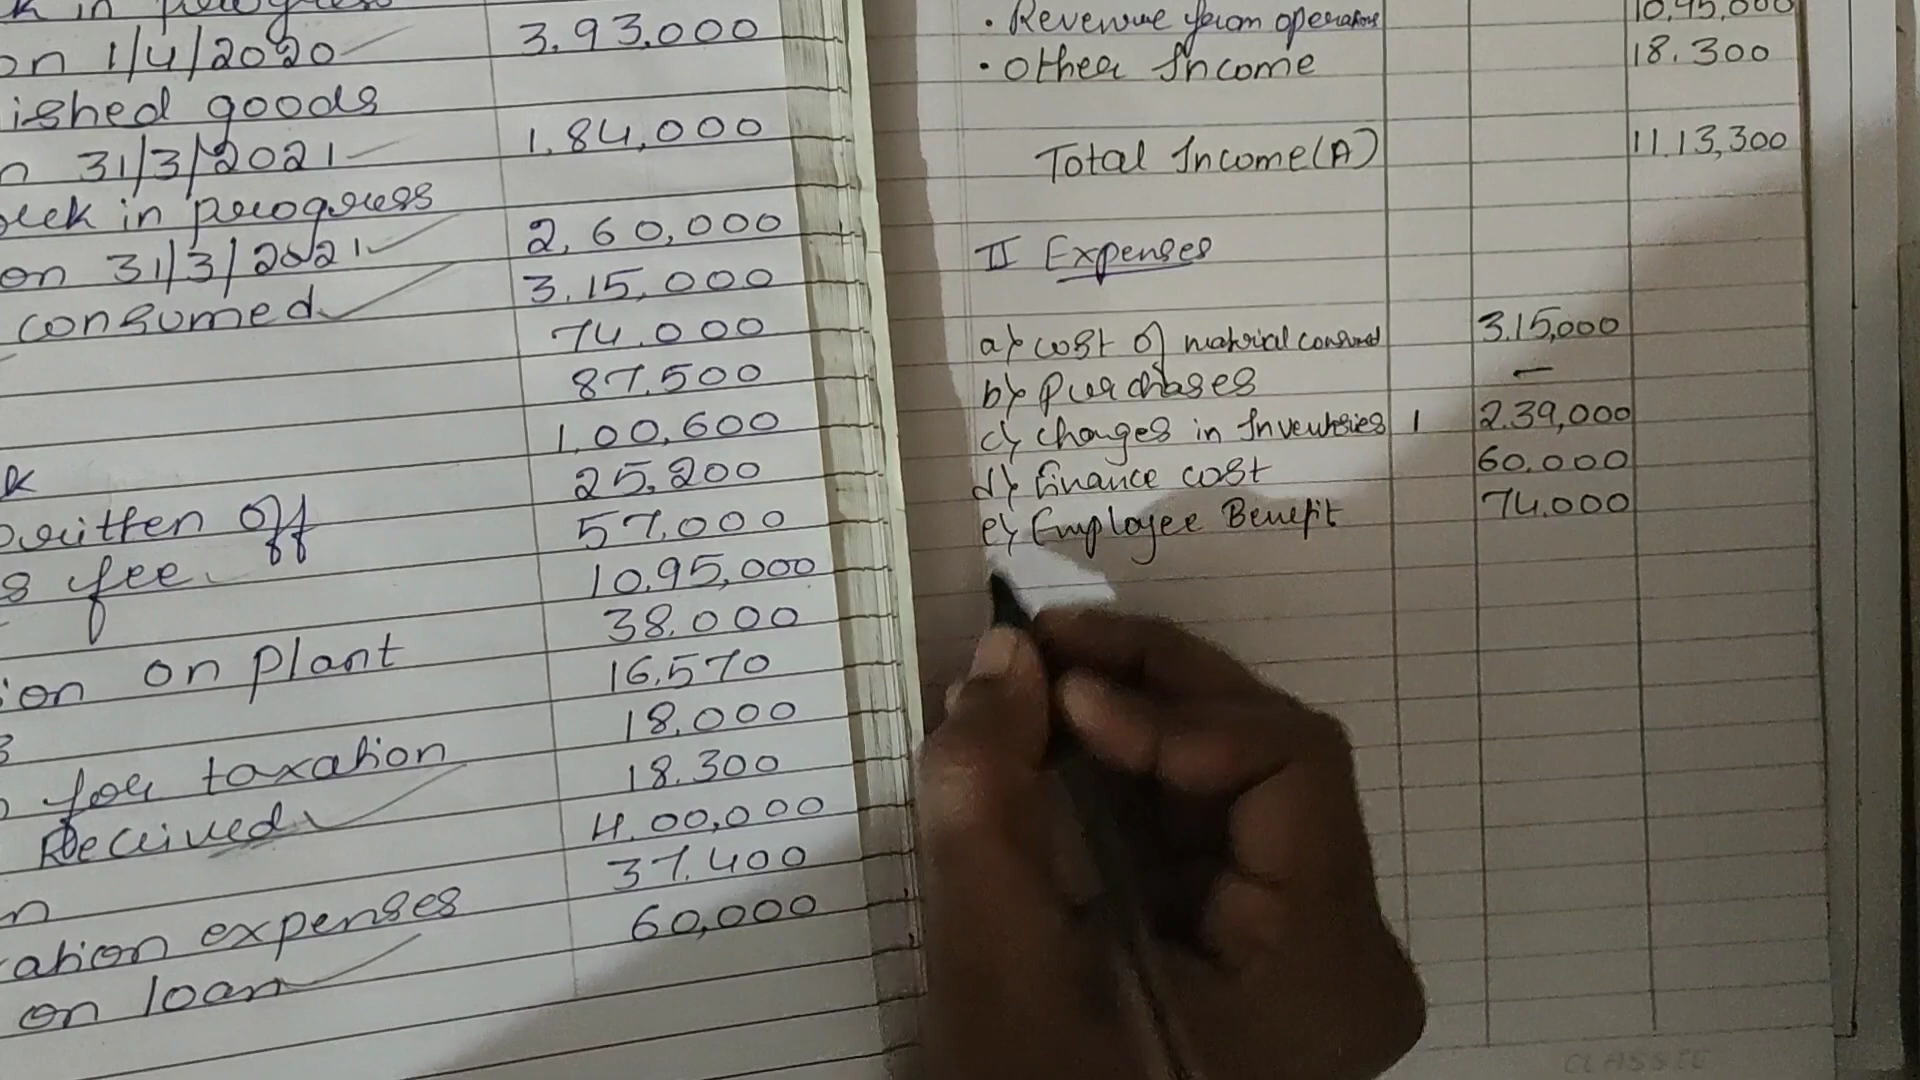 in progress
on 1/4/2020 3,93,000
ished goods
31/3/2021 1,84,000
in progress
on 31/3/2021 2,60,000
consumed 3,15,000
74,000
87,500
1,00,600
k 25,200
written off 57,000
s fee 10,95,000
38,000
ion on plant 16,570
18,000
for taxation 18,300
Received 4,00,000
n 37,400
ation expenses 60,000
on loan
• Revenue from operations 10,95,000
• Other Income 18,300
Total Income (A) 11,13,300
II Expenses
a) cost of material consumed 3,15,000
b) Purchases —
c) changes in Inventories 1 2,39,000
d) finance cost 60,000
e) Employee Benefit 74,000
CLASSIC